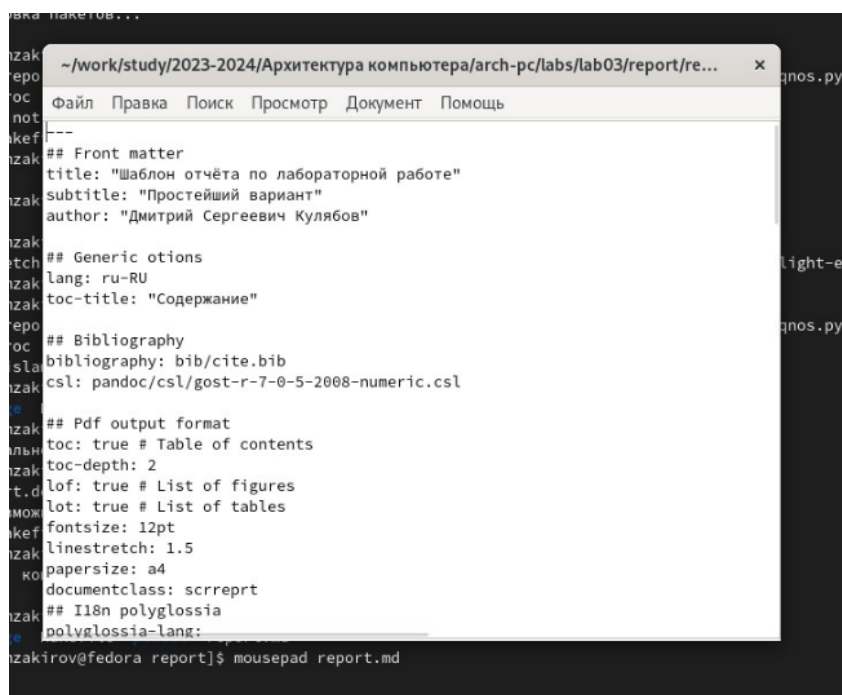 овка пакетов...
~/work/study/2023-2024/Архитектура компьютера/arch-pc/labs/lab03/report/re... ×
Файл Правка Поиск Просмотр Документ Помощь
---
## Front matter
title: "Шаблон отчёта по лабораторной работе"
subtitle: "Простейший вариант"
author: "Дмитрий Сергеевич Кулябов"
## Generic otions
lang: ru-RU
toc-title: "Содержание"
## Bibliography
bibliography: bib/cite.bib
csl: pandoc/csl/gost-r-7-0-5-2008-numeric.csl
## Pdf output format
toc: true # Table of contents
toc-depth: 2
lof: true # List of figures
lot: true # List of tables
fontsize: 12pt
linestretch: 1.5
papersize: a4
documentclass: scrreprt
## I18n polyglossia
polyglossia-lang:
nzakirov@fedora report]$ mousepad report.md